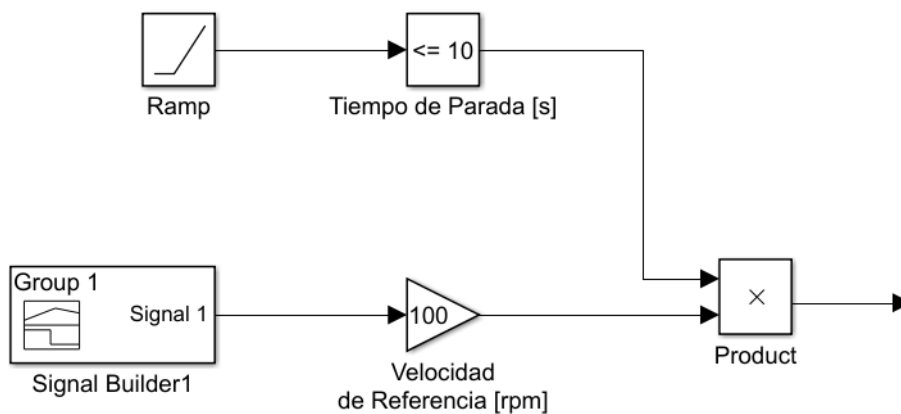 <= 10
Ramp
Tiempo de Parada [s]
Group 1
Signal 1
100
×
Signal Builder1
Velocidad
de Referencia [rpm]
Product